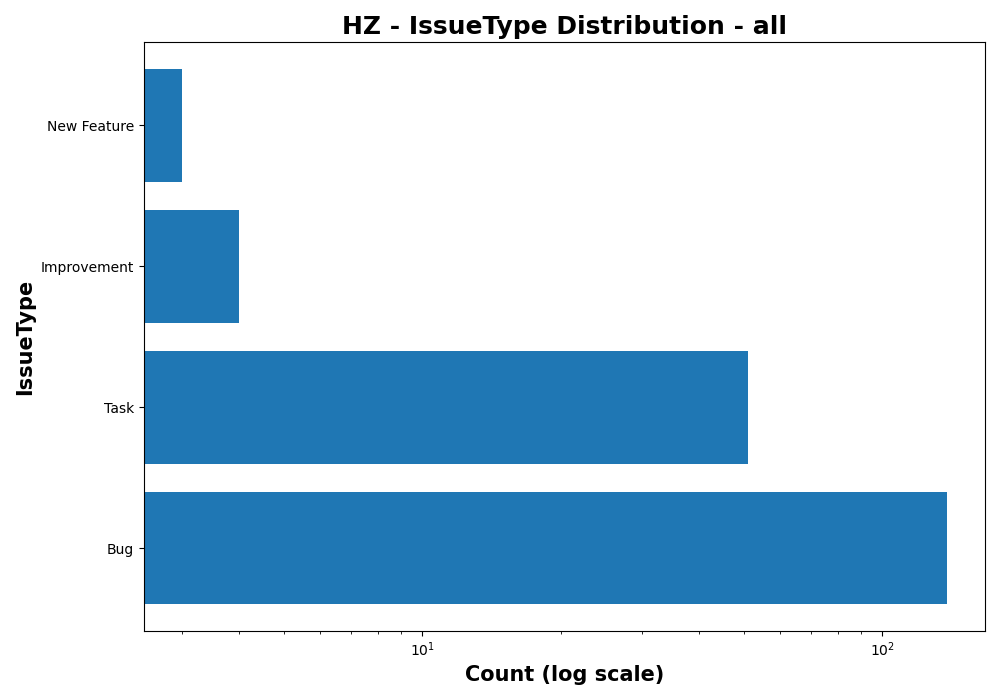 HZ - IssueType Distribution - all
New Feature
Improvement
Task
Bug
IssueType
10¹
10²
Count (log scale)